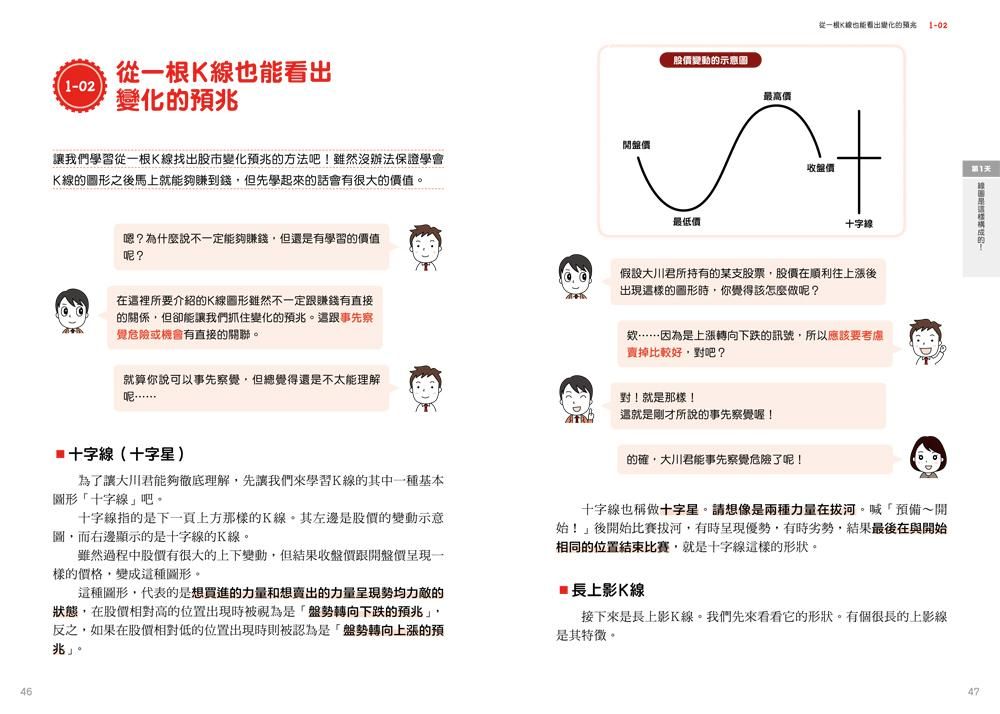 1-02
從一根K線也能看出
變化的預兆
讓我們學習從一根K線找出股市變化預兆的方法吧！雖然沒辦法保證學會
K線的圖形之後馬上就能夠賺到錢，但先學起來的話會有很大的價值。
嗯？為什麼說不一定能夠賺錢，但還是有學習的價值
呢？
在這裡所要介紹的K線圖形雖然不一定跟賺錢有直接
的關係，但卻能讓我們抓住變化的預兆。這跟事先察
覺危險或機會有直接的關聯。
就算你說可以事先察覺，但總覺得還是不太能理解
呢⋯⋯
■十字線（十字星）
為了讓大川君能夠徹底理解，先讓我們來學習K線的其中一種基本
圖形「十字線」吧。
十字線指的是下一頁上方那樣的K線。其左邊是股價的變動示意
圖，而右邊顯示的是十字線的K線。
雖然過程中股價有很大的上下變動，但結果收盤價跟開盤價呈現一
樣的價格，變成這種圖形。
這種圖形，代表的是想買進的力量和想賣出的力量呈現勢均力敵的
狀態，在股價相對高的位置出現時被視為是「盤勢轉向下跌的預兆」，
反之，如果在股價相對低的位置出現時則被認為是「盤勢轉向上漲的預
兆」。
46
從一根K線也能看出變化的預兆 1-02
股價變動的示意圖
最高價
開盤價
收盤價
最低價
十字線
第1天
線圖是這樣構成的！
假設大川君所持有的某支股票，股價在順利往上漲後
出現這樣的圖形時，你覺得該怎麼做呢？
欸⋯⋯因為是上漲轉向下跌的訊號，所以應該要考慮
賣掉比較好，對吧？
對！就是那樣！
這就是剛才所說的事先察覺喔！
的確，大川君能事先察覺危險了呢！
十字線也稱做十字星。請想像是兩種力量在拔河。喊「預備～開
始！」後開始比賽拔河，有時呈現優勢，有時劣勢，結果最後在與開始
相同的位置結束比賽，就是十字線這樣的形狀。
■長上影K線
接下來是長上影K線。我們先來看看它的形狀。有個很長的上影線
是其特徵。
47